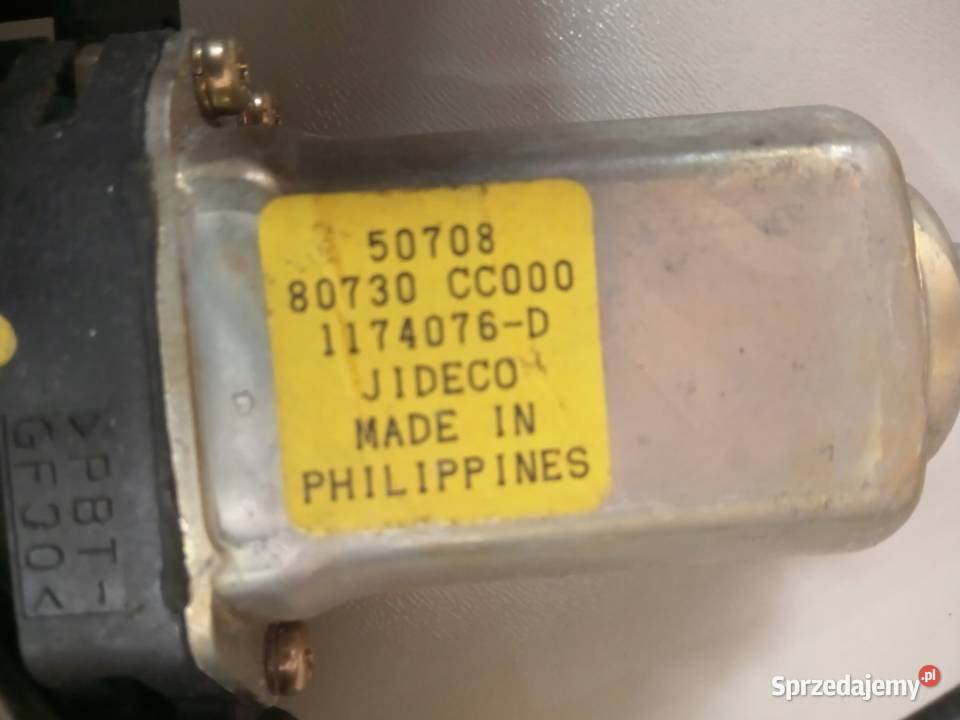 50708
80730 CC000
1174076-D
JIDECO
MADE IN
PHILIPPINES
>PBT-
GF30<
Sprzedajemy.pl